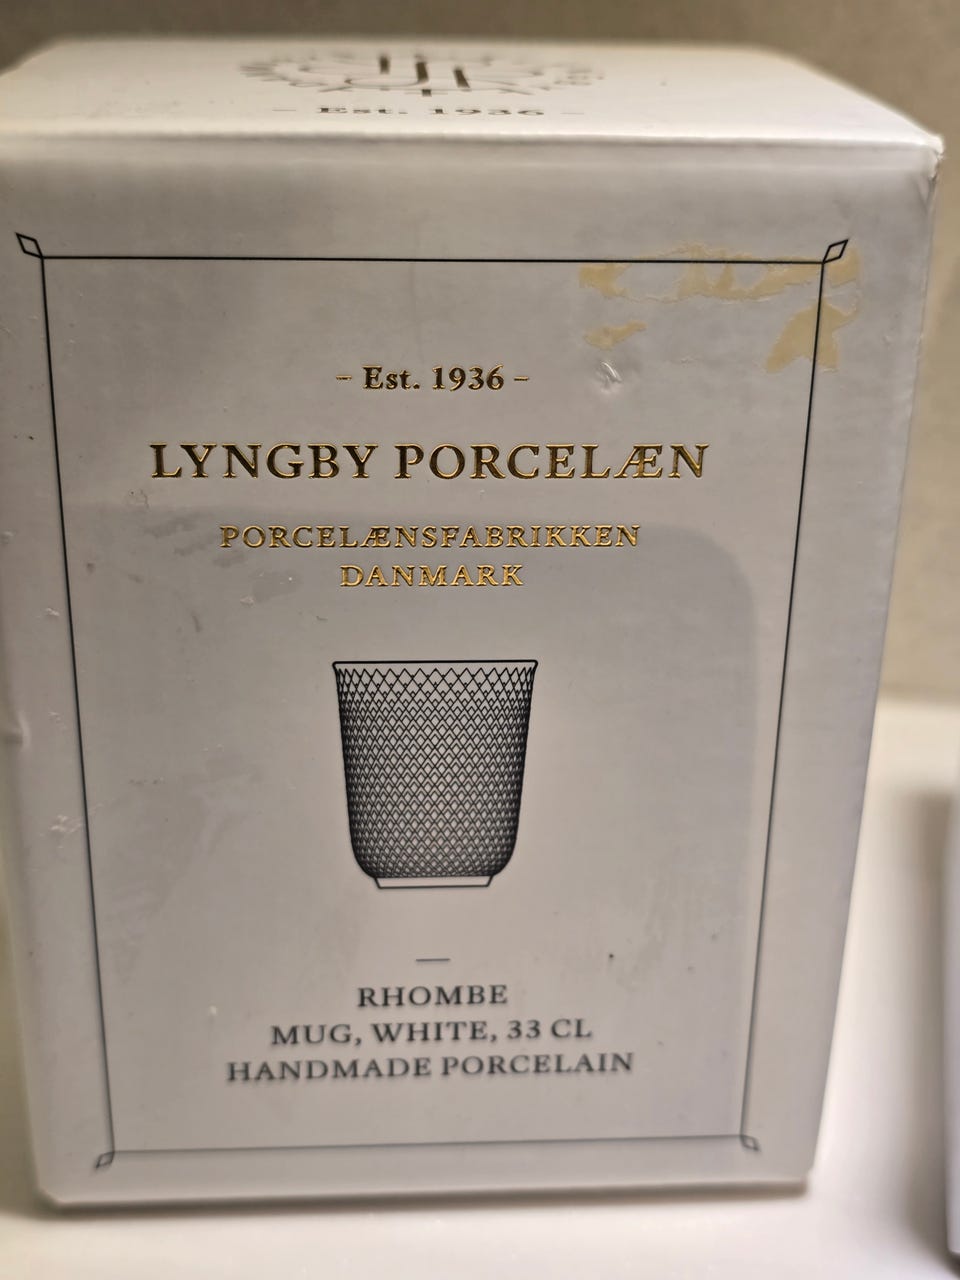 Est. 1936
– Est. 1936 –
LYNGBY PORCELÆN
PORCELÆNSFABRIKKEN
DANMARK
RHOMBE
MUG, WHITE, 33 CL
HANDMADE PORCELAIN